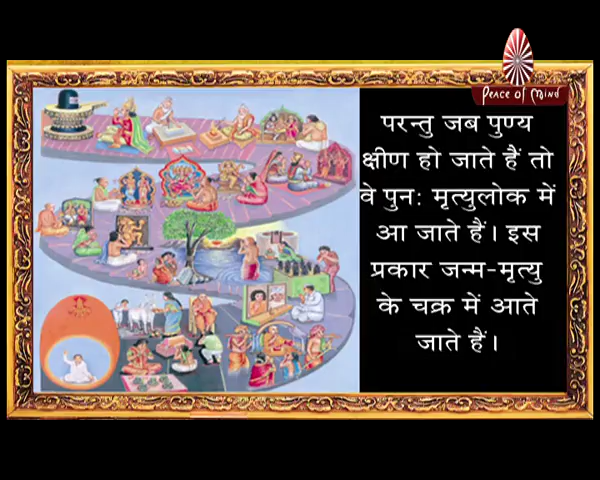 Peace of Mind
परन्तु जब पुण्य
क्षीण हो जाते हैं तो
वे पुनः मृत्युलोक में
आ जाते हैं। इस
प्रकार जन्म-मृत्यु
के चक्र में आते
जाते हैं।